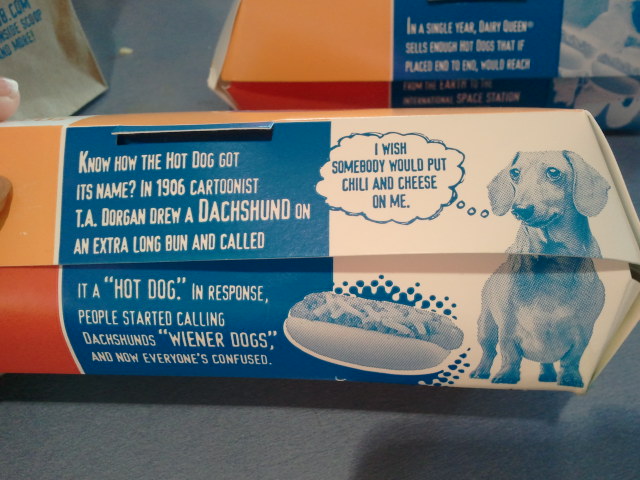 IN A SINGLE YEAR, DAIRY QUEEN®
SELLS ENOUGH HOT DOGS THAT IF
PLACED END TO END, WOULD REACH
FROM THE EARTH TO THE
INTERNATIONAL SPACE STATION
KNOW HOW THE HOT DOG GOT
ITS NAME? IN 1906 CARTOONIST
T.A. DORGAN DREW A DACHSHUND ON
AN EXTRA LONG BUN AND CALLED
IT A "HOT DOG." IN RESPONSE,
PEOPLE STARTED CALLING
DACHSHUNDS "WIENER DOGS,"
AND NOW EVERYONE'S CONFUSED.
I WISH
SOMEBODY WOULD PUT
CHILI AND CHEESE
ON ME.